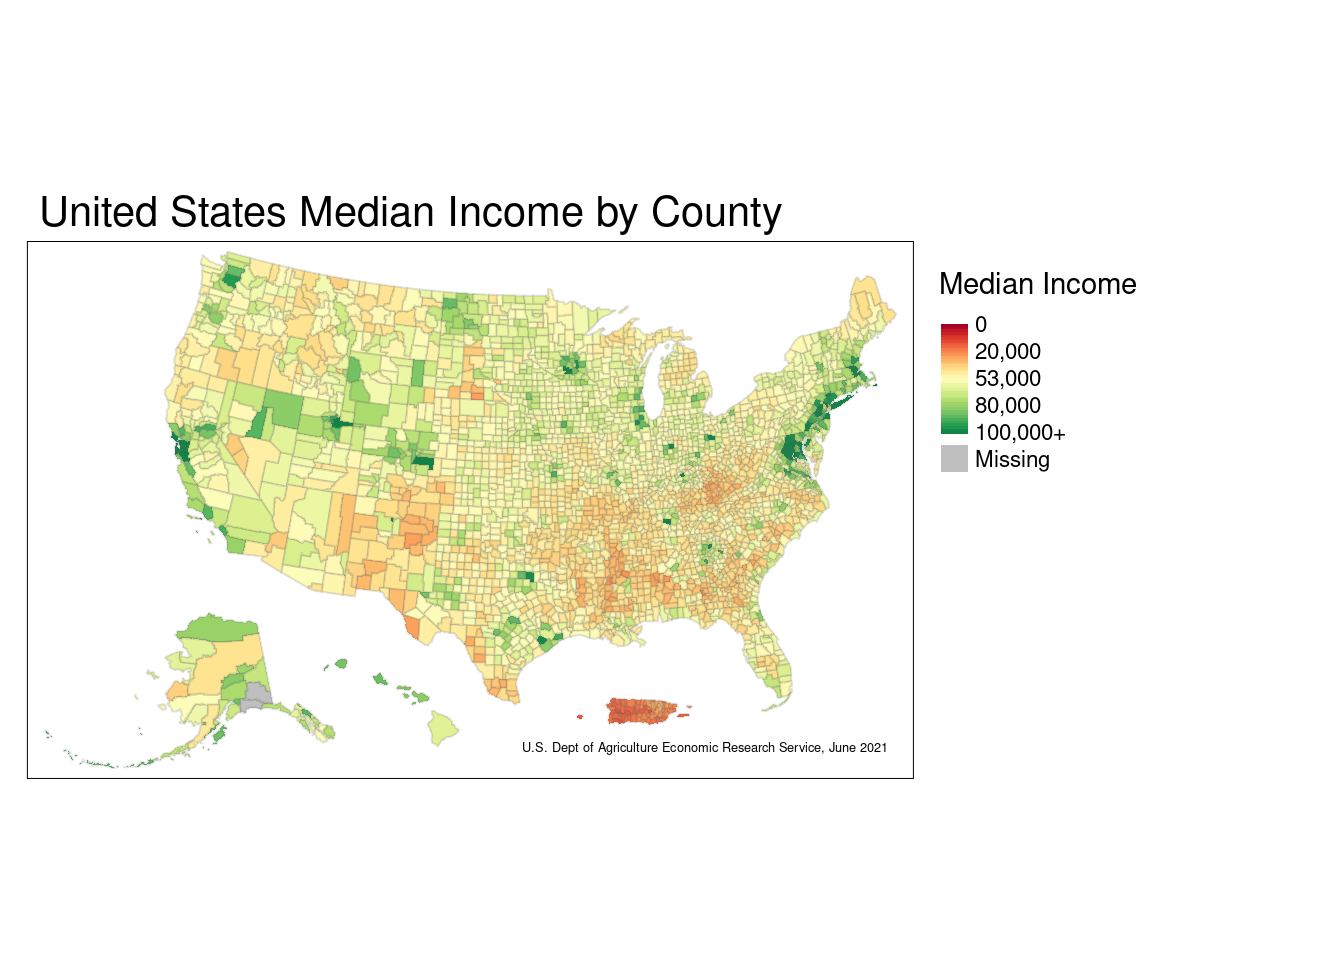 United States Median Income by County
Median Income
0
20,000
53,000
80,000
100,000+
Missing
U.S. Dept of Agriculture Economic Research Service, June 2021